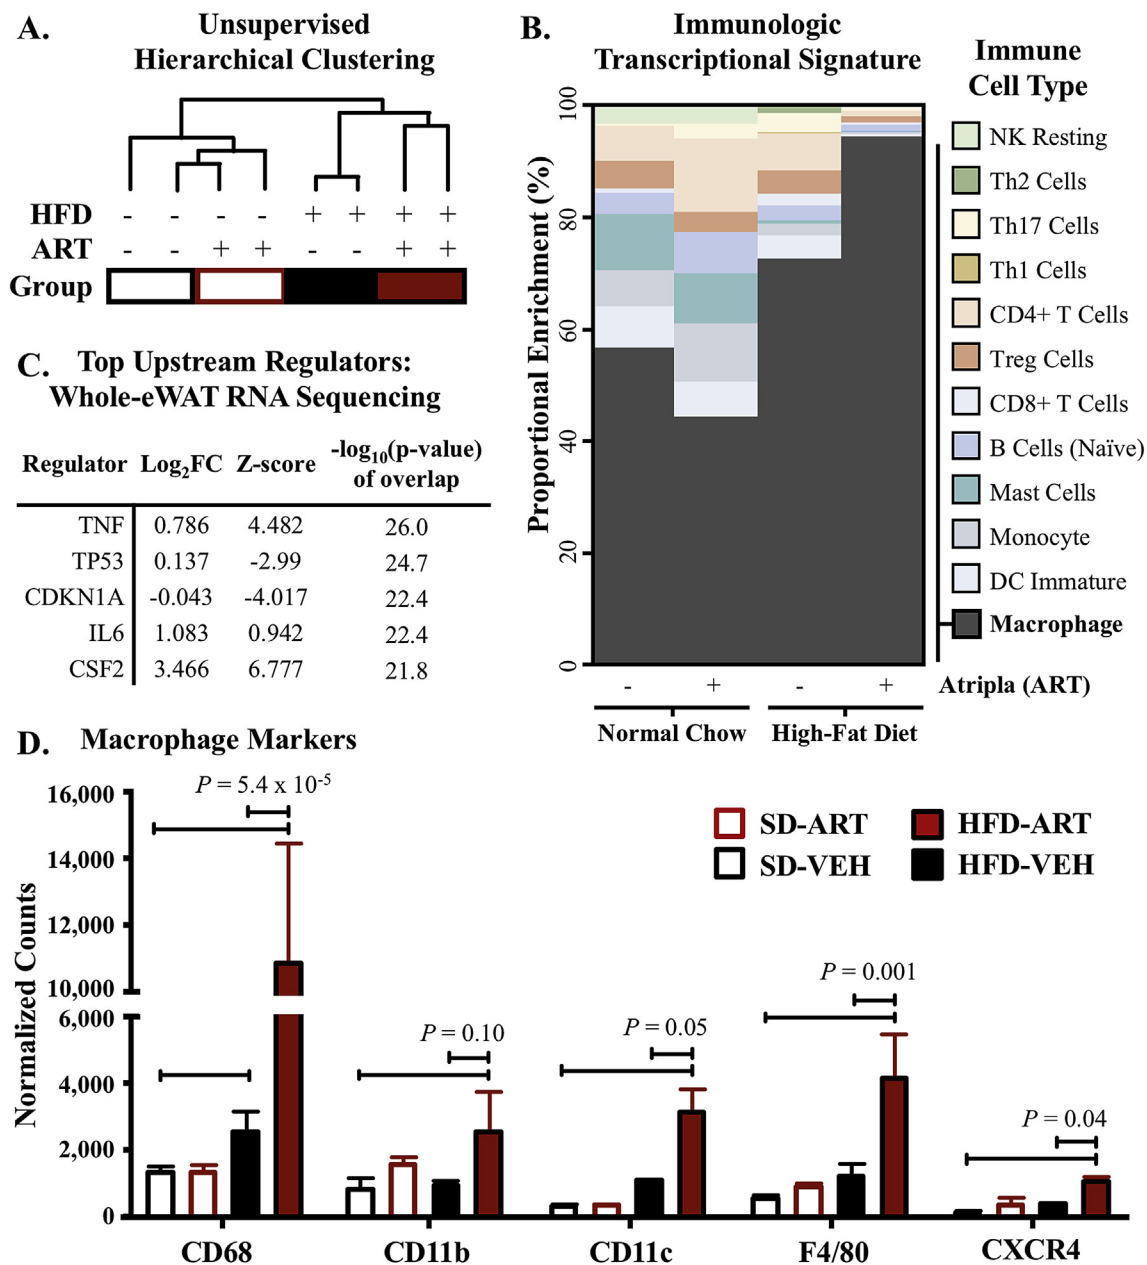 A.
Unsupervised
Hierarchical Clustering
HFD - - - - + + + +
ART - - + + - - + +
Group
B.
Immunologic
Transcriptional Signature
Proportional Enrichment (%)
100
80
60
40
20
0
- + - +
Atripla (ART)
Normal Chow High-Fat Diet
Immune
Cell Type
NK Resting
Th2 Cells
Th17 Cells
Th1 Cells
CD4+ T Cells
Treg Cells
CD8+ T Cells
B Cells (Naïve)
Mast Cells
Monocyte
DC Immature
Macrophage
C. Top Upstream Regulators:
Whole-eWAT RNA Sequencing
Regulator Log2FC Z-score -log10(p-value) of overlap
TNF 0.786 4.482 26.0
TP53 0.137 -2.99 24.7
CDKN1A -0.043 -4.017 22.4
IL6 1.083 0.942 22.4
CSF2 3.466 6.777 21.8
D. Macrophage Markers
Normalized Counts
16,000
14,000
12,000
10,000
6,000
4,000
2,000
0
P = 5.4 x 10-5
P = 0.10
P = 0.05
P = 0.001
P = 0.04
SD-ART HFD-ART
SD-VEH HFD-VEH
CD68 CD11b CD11c F4/80 CXCR4